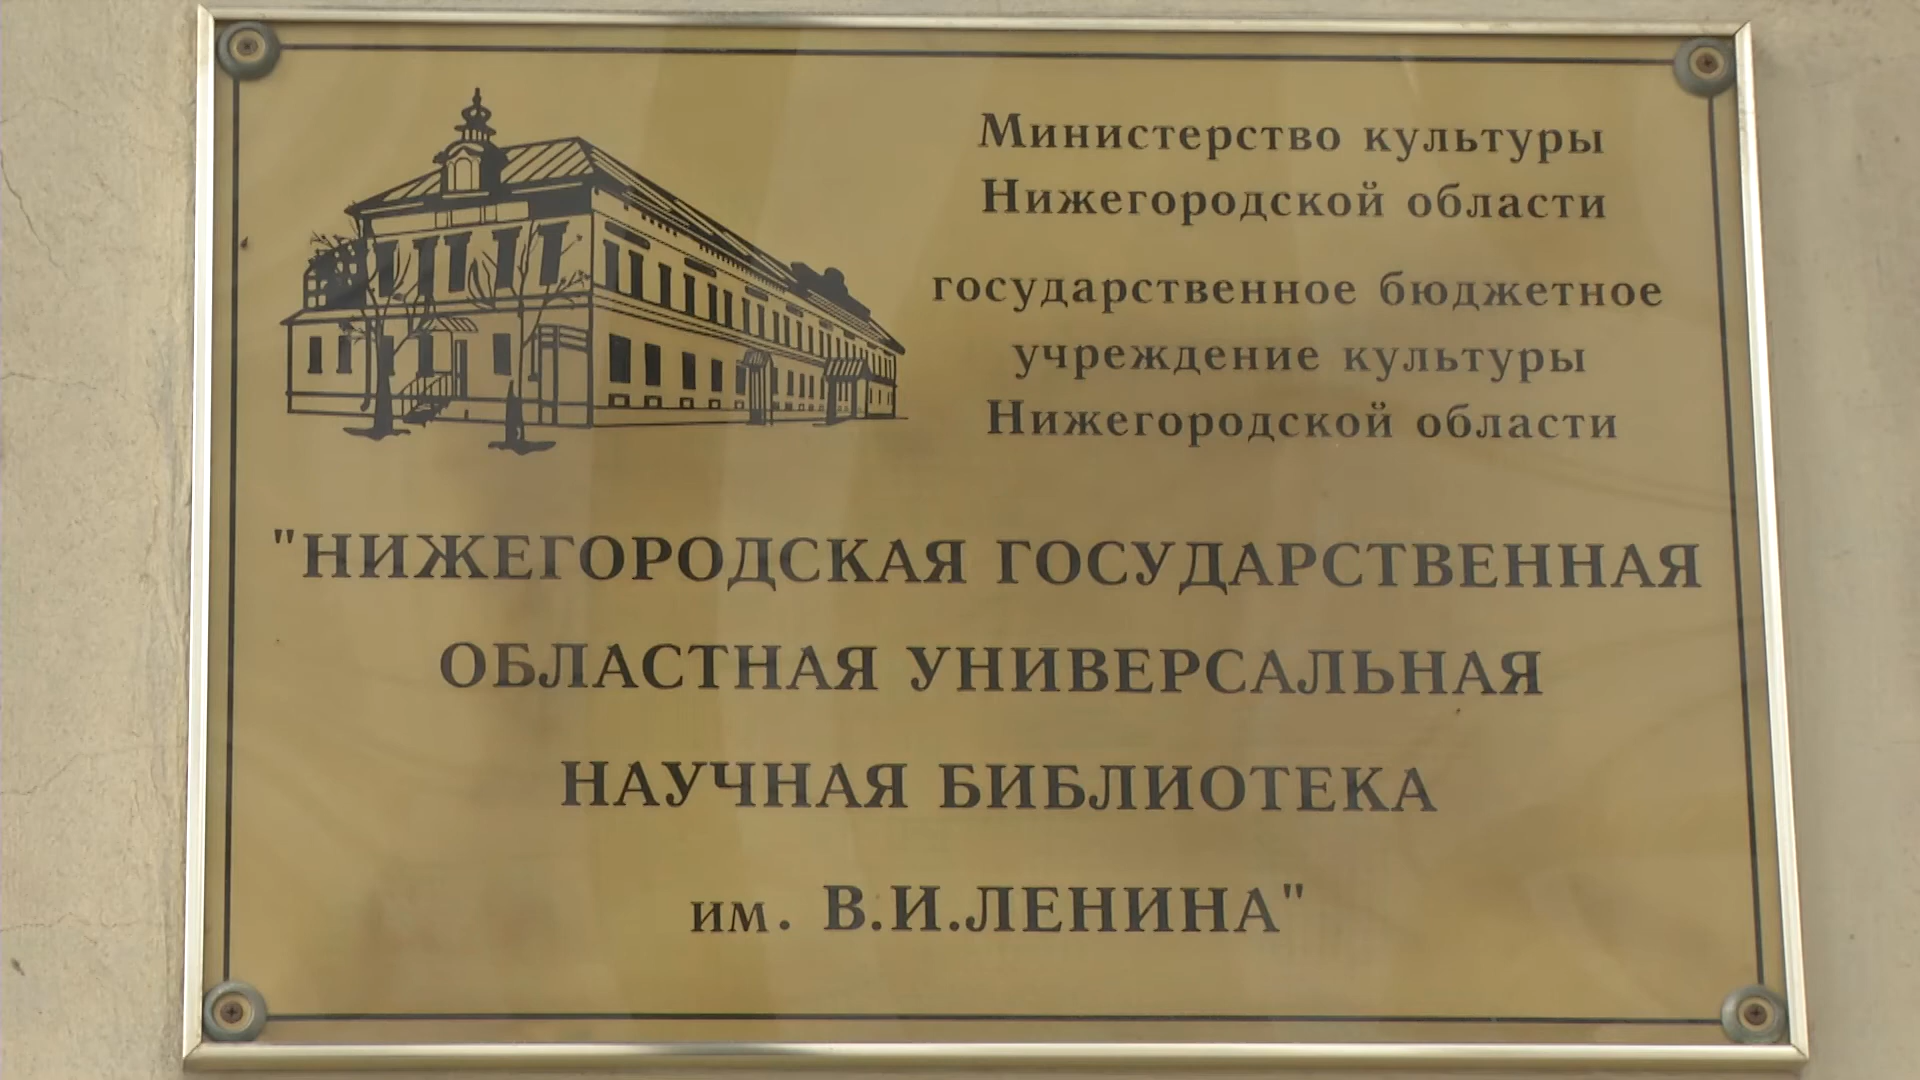 Министерство культуры
Нижегородской области
государственное бюджетное
учреждение культуры
Нижегородской области
"НИЖЕГОРОДСКАЯ ГОСУДАРСТВЕННАЯ
ОБЛАСТНАЯ УНИВЕРСАЛЬНАЯ
НАУЧНАЯ БИБЛИОТЕКА
им. В.И.ЛЕНИНА"